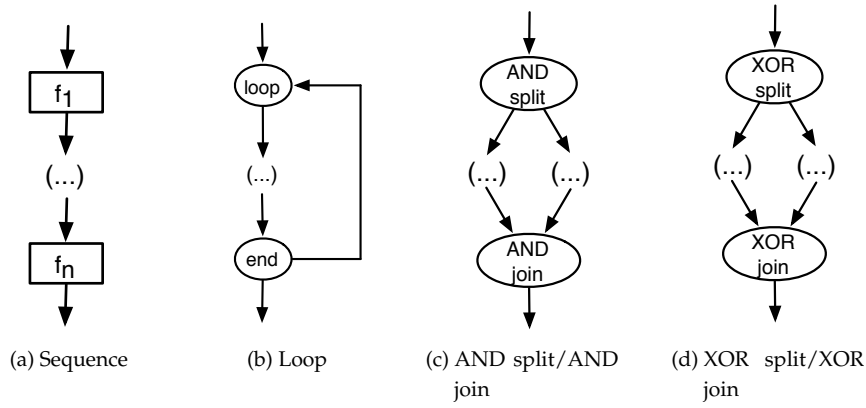 f1
(...)
fn
(a) Sequence
loop
(...)
end
(b) Loop
AND
split
(...) (...)
AND
join
(c) AND split/AND
join
XOR
split
(...) (...)
XOR
join
(d) XOR split/XOR
join